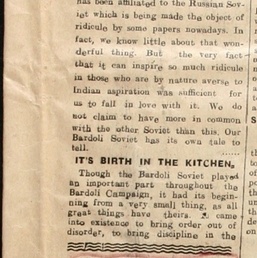 has been affiliated to the Russian Sov-
iet which is being made the object of
ridicule by some papers nowadays. In
fact, we know little about that won-
derful thing. But the very fact
that it can inspire so much ridicule
in those who are by nature averse to
Indian aspiration was sufficient for
us to fall in love with it. We do
not claim to have more in common
with the other Soviet than this. Our
Bardoli Soviet has its own tale to
tell.
IT'S BIRTH IN THE KITCHEN.
Though the Bardoli Soviet played
an important part throughout the
Bardoli Campaign, it had its begin-
ning from a very small thing, as all
great things have theirs. came
into existence to bring order out of
disorder, to bring discipline in the